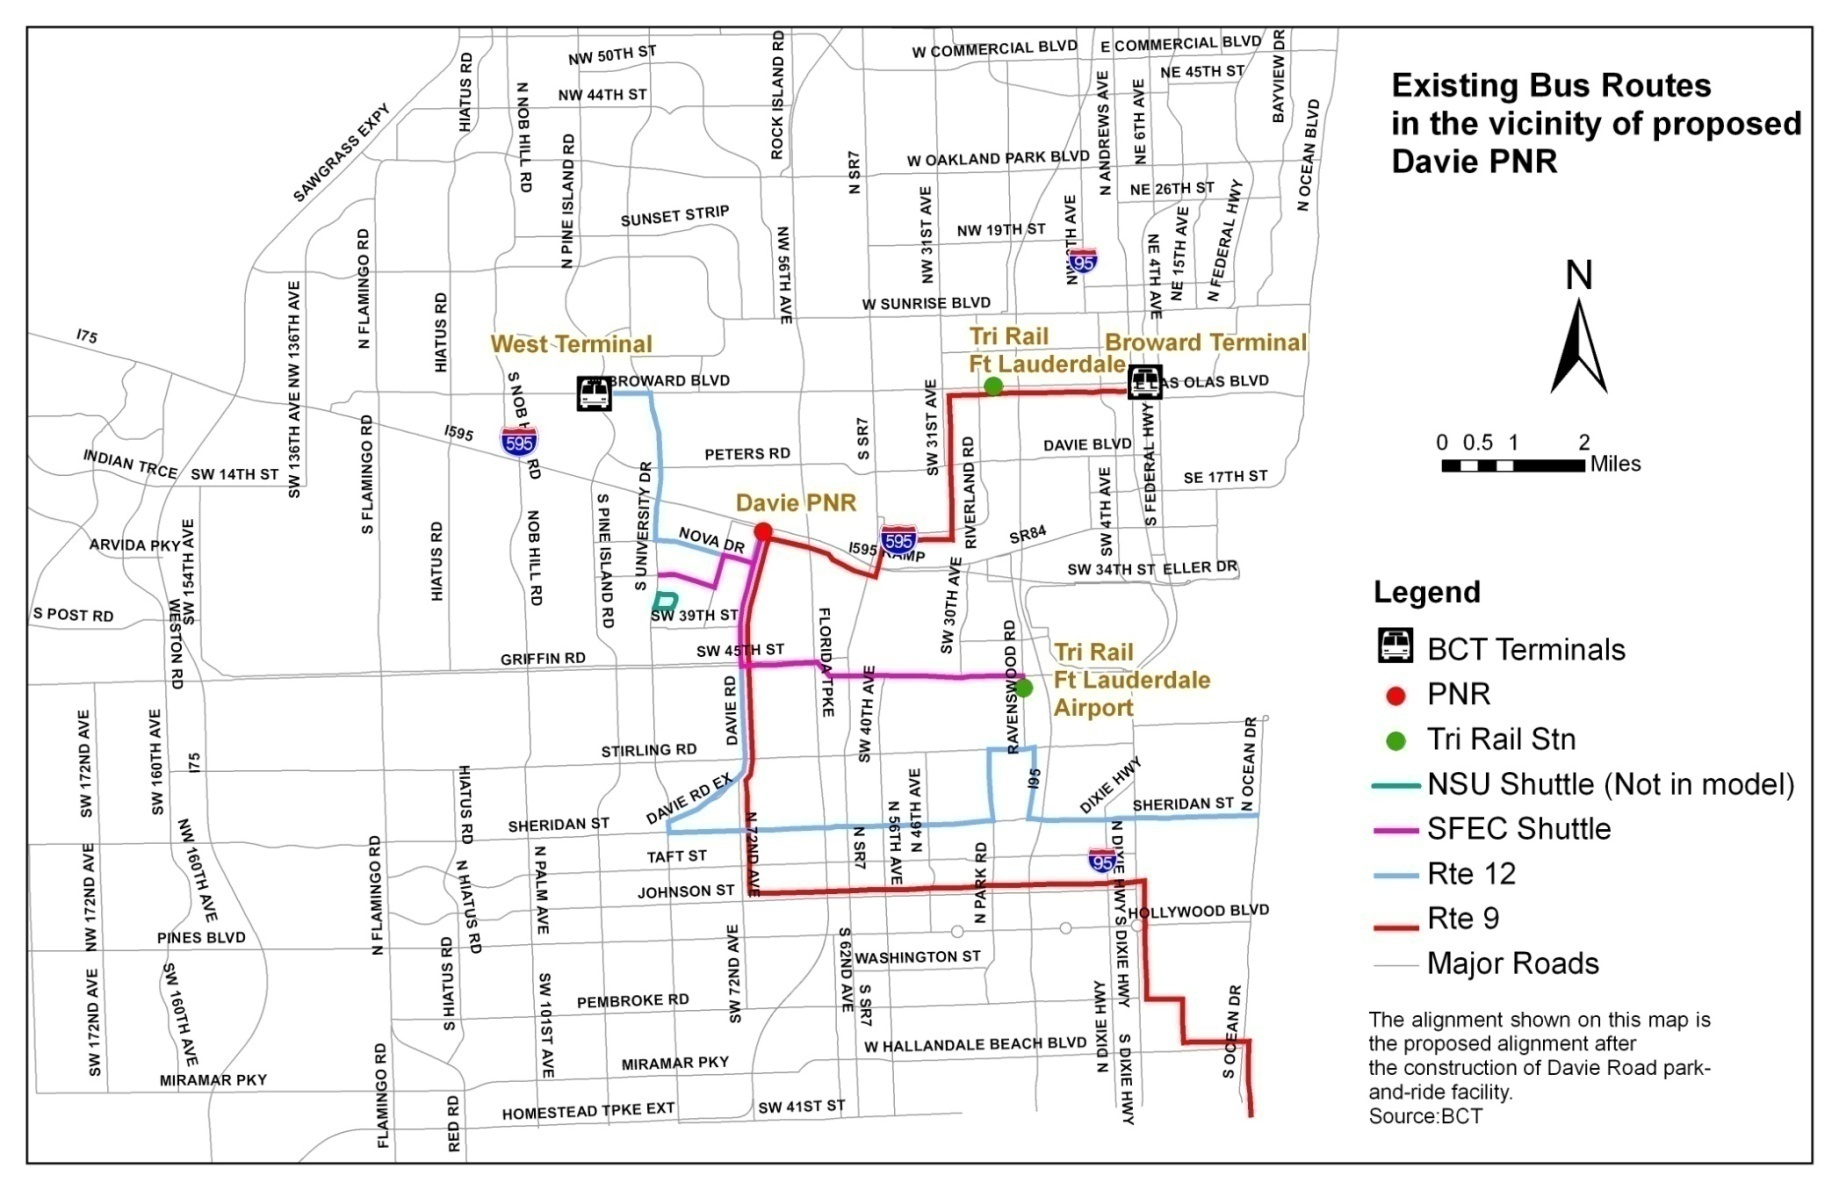 Existing Bus Routes
in the vicinity of proposed
Davie PNR
N
0 0.5 1 2
Miles
Legend
BCT Terminals
PNR
Tri Rail Stn
NSU Shuttle (Not in model)
SFEC Shuttle
Rte 12
Rte 9
Major Roads
The alignment shown on this map is
the proposed alignment after
the construction of Davie Road park-
and-ride facility.
Source:BCT
NW 50TH ST
W COMMERCIAL BLVD
E COMMERCIAL BLVD
NE 45TH ST
BAYVIEW DR
HIATUS RD
N NOB HILL RD
NW 44TH ST
ROCK ISLAND RD
N ANDREWS AVE
NE 6TH AVE
N OCEAN BLVD
SAWGRASS EXPY
N PINE ISLAND RD
N SR7
W OAKLAND PARK BLVD
NE 26TH ST
SUNSET STRIP
NW 31ST AVE
NW 19TH ST
NE 15TH AVE
N FEDERAL HWY
NE 4TH AVE
95
N FLAMINGO RD
HIATUS RD
NW 56TH AVE
W SUNRISE BLVD
SW 136TH AVE NW 136TH AVE
I75
West Terminal
Tri Rail
Ft Lauderdale
Broward Terminal
BROWARD BLVD
LAS OLAS BLVD
S FLAMINGO RD
I595
595
PETERS RD
S SR7
SW 31ST AVE
RIVERLAND RD
DAVIE BLVD
S FEDERAL HWY
SE 17TH ST
INDIAN TRCE
SW 14TH ST
SW 4TH AVE
Davie PNR
S UNIVERSITY DR
S PINE ISLAND RD
NOB HILL RD
HIATUS RD
NOVA DR
595
SR84
ARVIDA PKY
SW 154TH AVE
SW 34TH ST
ELLER DR
S POST RD
WESTON RD
SW 39TH ST
SW 45TH ST
GRIFFIN RD
FLORIDA TPKE
SW 30TH AVE
SW 40TH AVE
RAVENSWOOD RD
Tri Rail
Ft Lauderdale
Airport
DAVIE RD
SW 172ND AVE
SW 160TH AVE
I75
STIRLING RD
DAVIE RD EX
I95
DIXIE HWY
SHERIDAN ST
N OCEAN DR
HIATUS RD
SHERIDAN ST
N 72ND AVE
N SR7
N 56TH AVE
N 46TH AVE
N PARK RD
95
N DIXIE HWY
S DIXIE HWY
TAFT ST
JOHNSON ST
NW 172ND AVE
NW 160TH AVE
N FLAMINGO RD
N HIATUS RD
N PALM AVE
HOLLYWOOD BLVD
PINES BLVD
SW 72ND AVE
S 62ND AVE
WASHINGTON ST
SW 172ND AVE
SW 160TH AVE
S HIATUS RD
SW 101ST AVE
PEMBROKE RD
S SR7
N DIXIE HWY
S OCEAN DR
W HALLANDALE BEACH BLVD
MIRAMAR PKY
MIRAMAR PKY
FLAMINGO RD
RED RD
HOMESTEAD TPKE EXT
SW 41ST ST
S DIXIE HWY